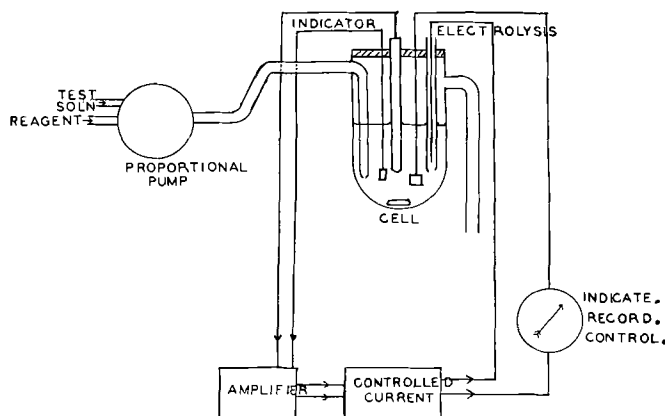 INDICATOR
ELECTROLYSIS
TEST
SOLN
REAGENT
PROPORTIONAL
PUMP
CELL
INDICATE.
RECORD.
CONTROL.
AMPLIFIER
CONTROLLED
CURRENT